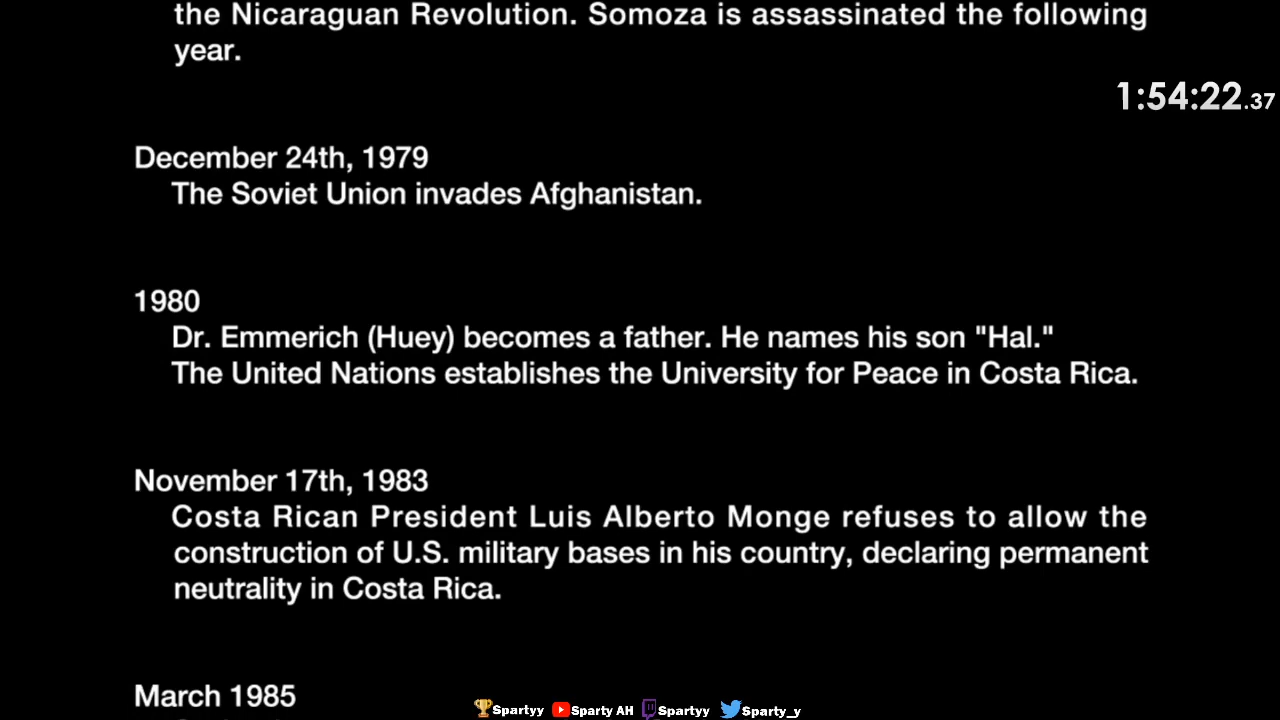 the Nicaraguan Revolution. Somoza is assassinated the following
year.
1:54:22.37
December 24th, 1979
The Soviet Union invades Afghanistan.
1980
Dr. Emmerich (Huey) becomes a father. He names his son "Hal."
The United Nations establishes the University for Peace in Costa Rica.
November 17th, 1983
Costa Rican President Luis Alberto Monge refuses to allow the
construction of U.S. military bases in his country, declaring permanent
neutrality in Costa Rica.
March 1985
Spartyy Sparty AH Spartyy Sparty_y